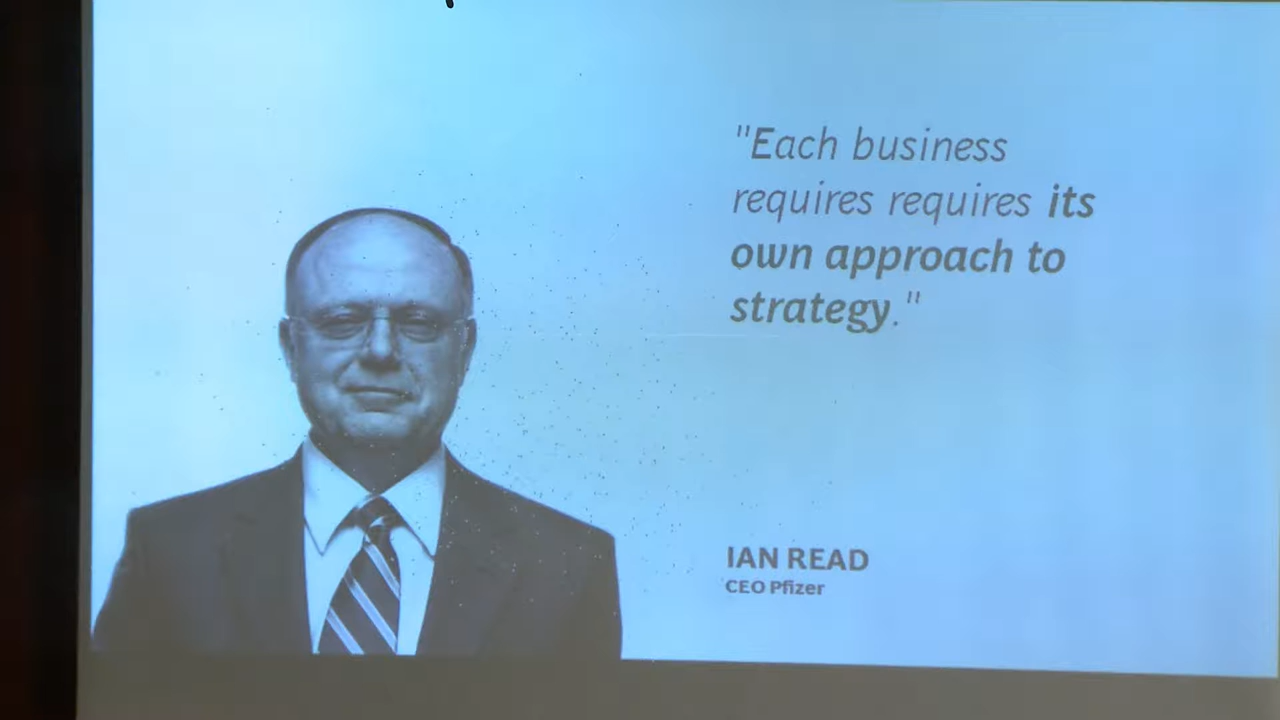 "Each business
requires requires its
own approach to
strategy."
IAN READ
CEO Pfizer